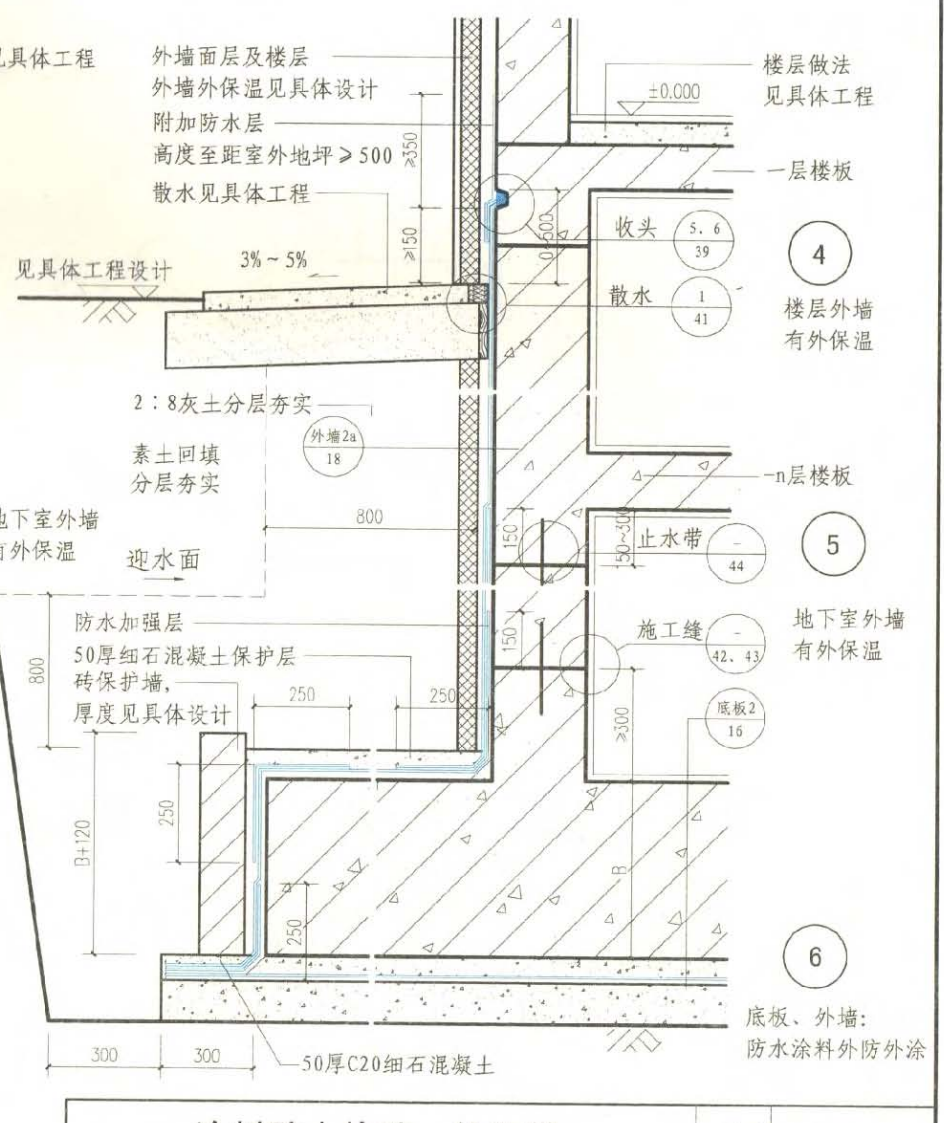 具体工程
外墙面层及楼层
外墙外保温见具体设计
附加防水层
高度至距室外地坪≥500
散水见具体工程
≥350
≥150
±0.000
楼层做法
见具体工程
一层楼板
收头
5、6
39
散水
1
41
4
楼层外墙
有外保温
见具体工程设计
3%~5%
2:8灰土分层夯实
素土回填
分层夯实
外墙2a
18
800
-n层楼板
地下室外墙
有外保温
迎水面
150
止水带
-
44
5
地下室外墙
有外保温
防水加强层
50厚细石混凝土保护层
砖保护墙,
厚度见具体设计
800
250
250
150
施工缝
-
42、43
≥300
底板2
16
B+120
250
250
B
6
底板、外墙:
防水涂料外防外涂
300
300
50厚C20细石混凝土